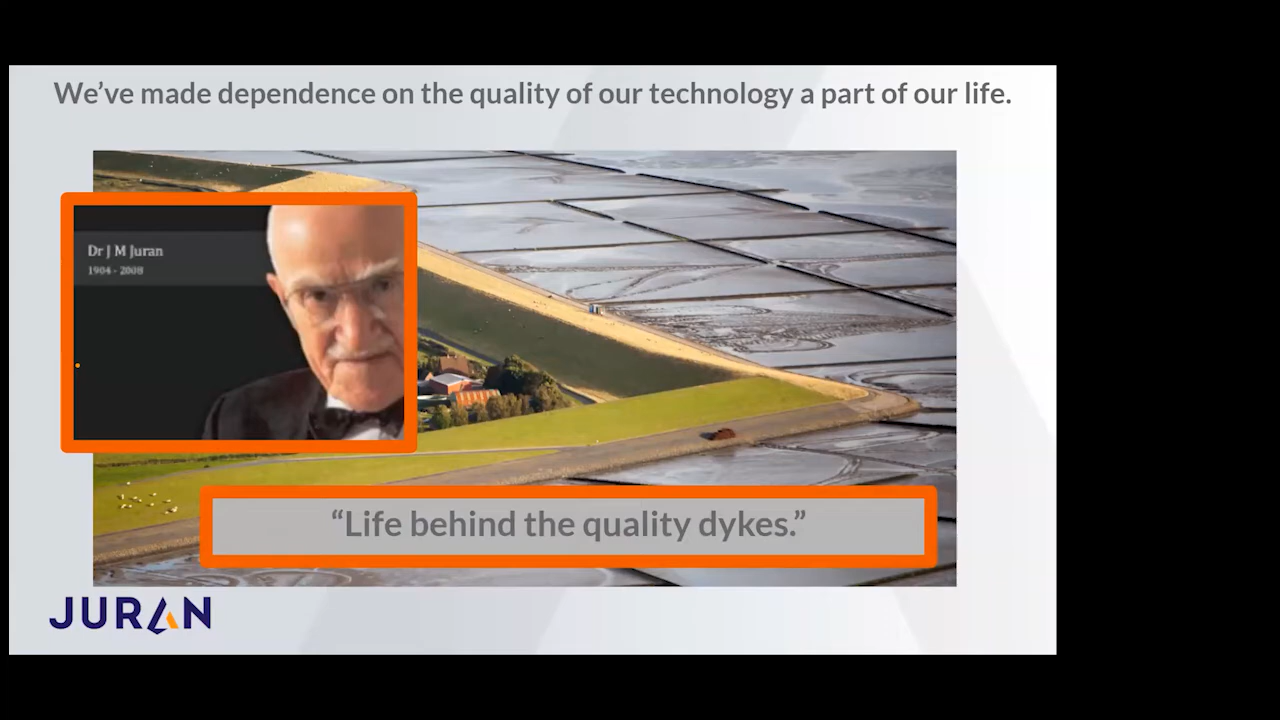 We’ve made dependence on the quality of our technology a part of our life.
Dr J M Juran
1904 - 2008
“Life behind the quality dykes.”
JURAN